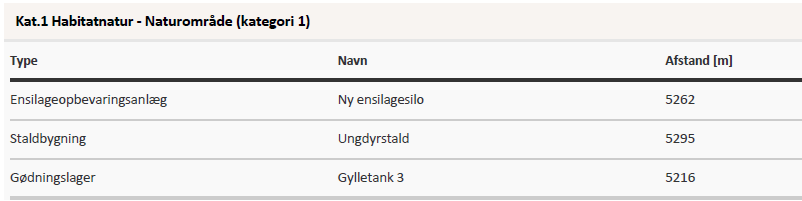 Kat.1 Habitatnatur - Naturområde (kategori 1)
Type Navn Afstand [m]
Ensilageopbevaringsanlæg Ny ensilagesilo 5262
Staldbygning Ungdyrstald 5295
Gødningslager Gylletank 3 5216